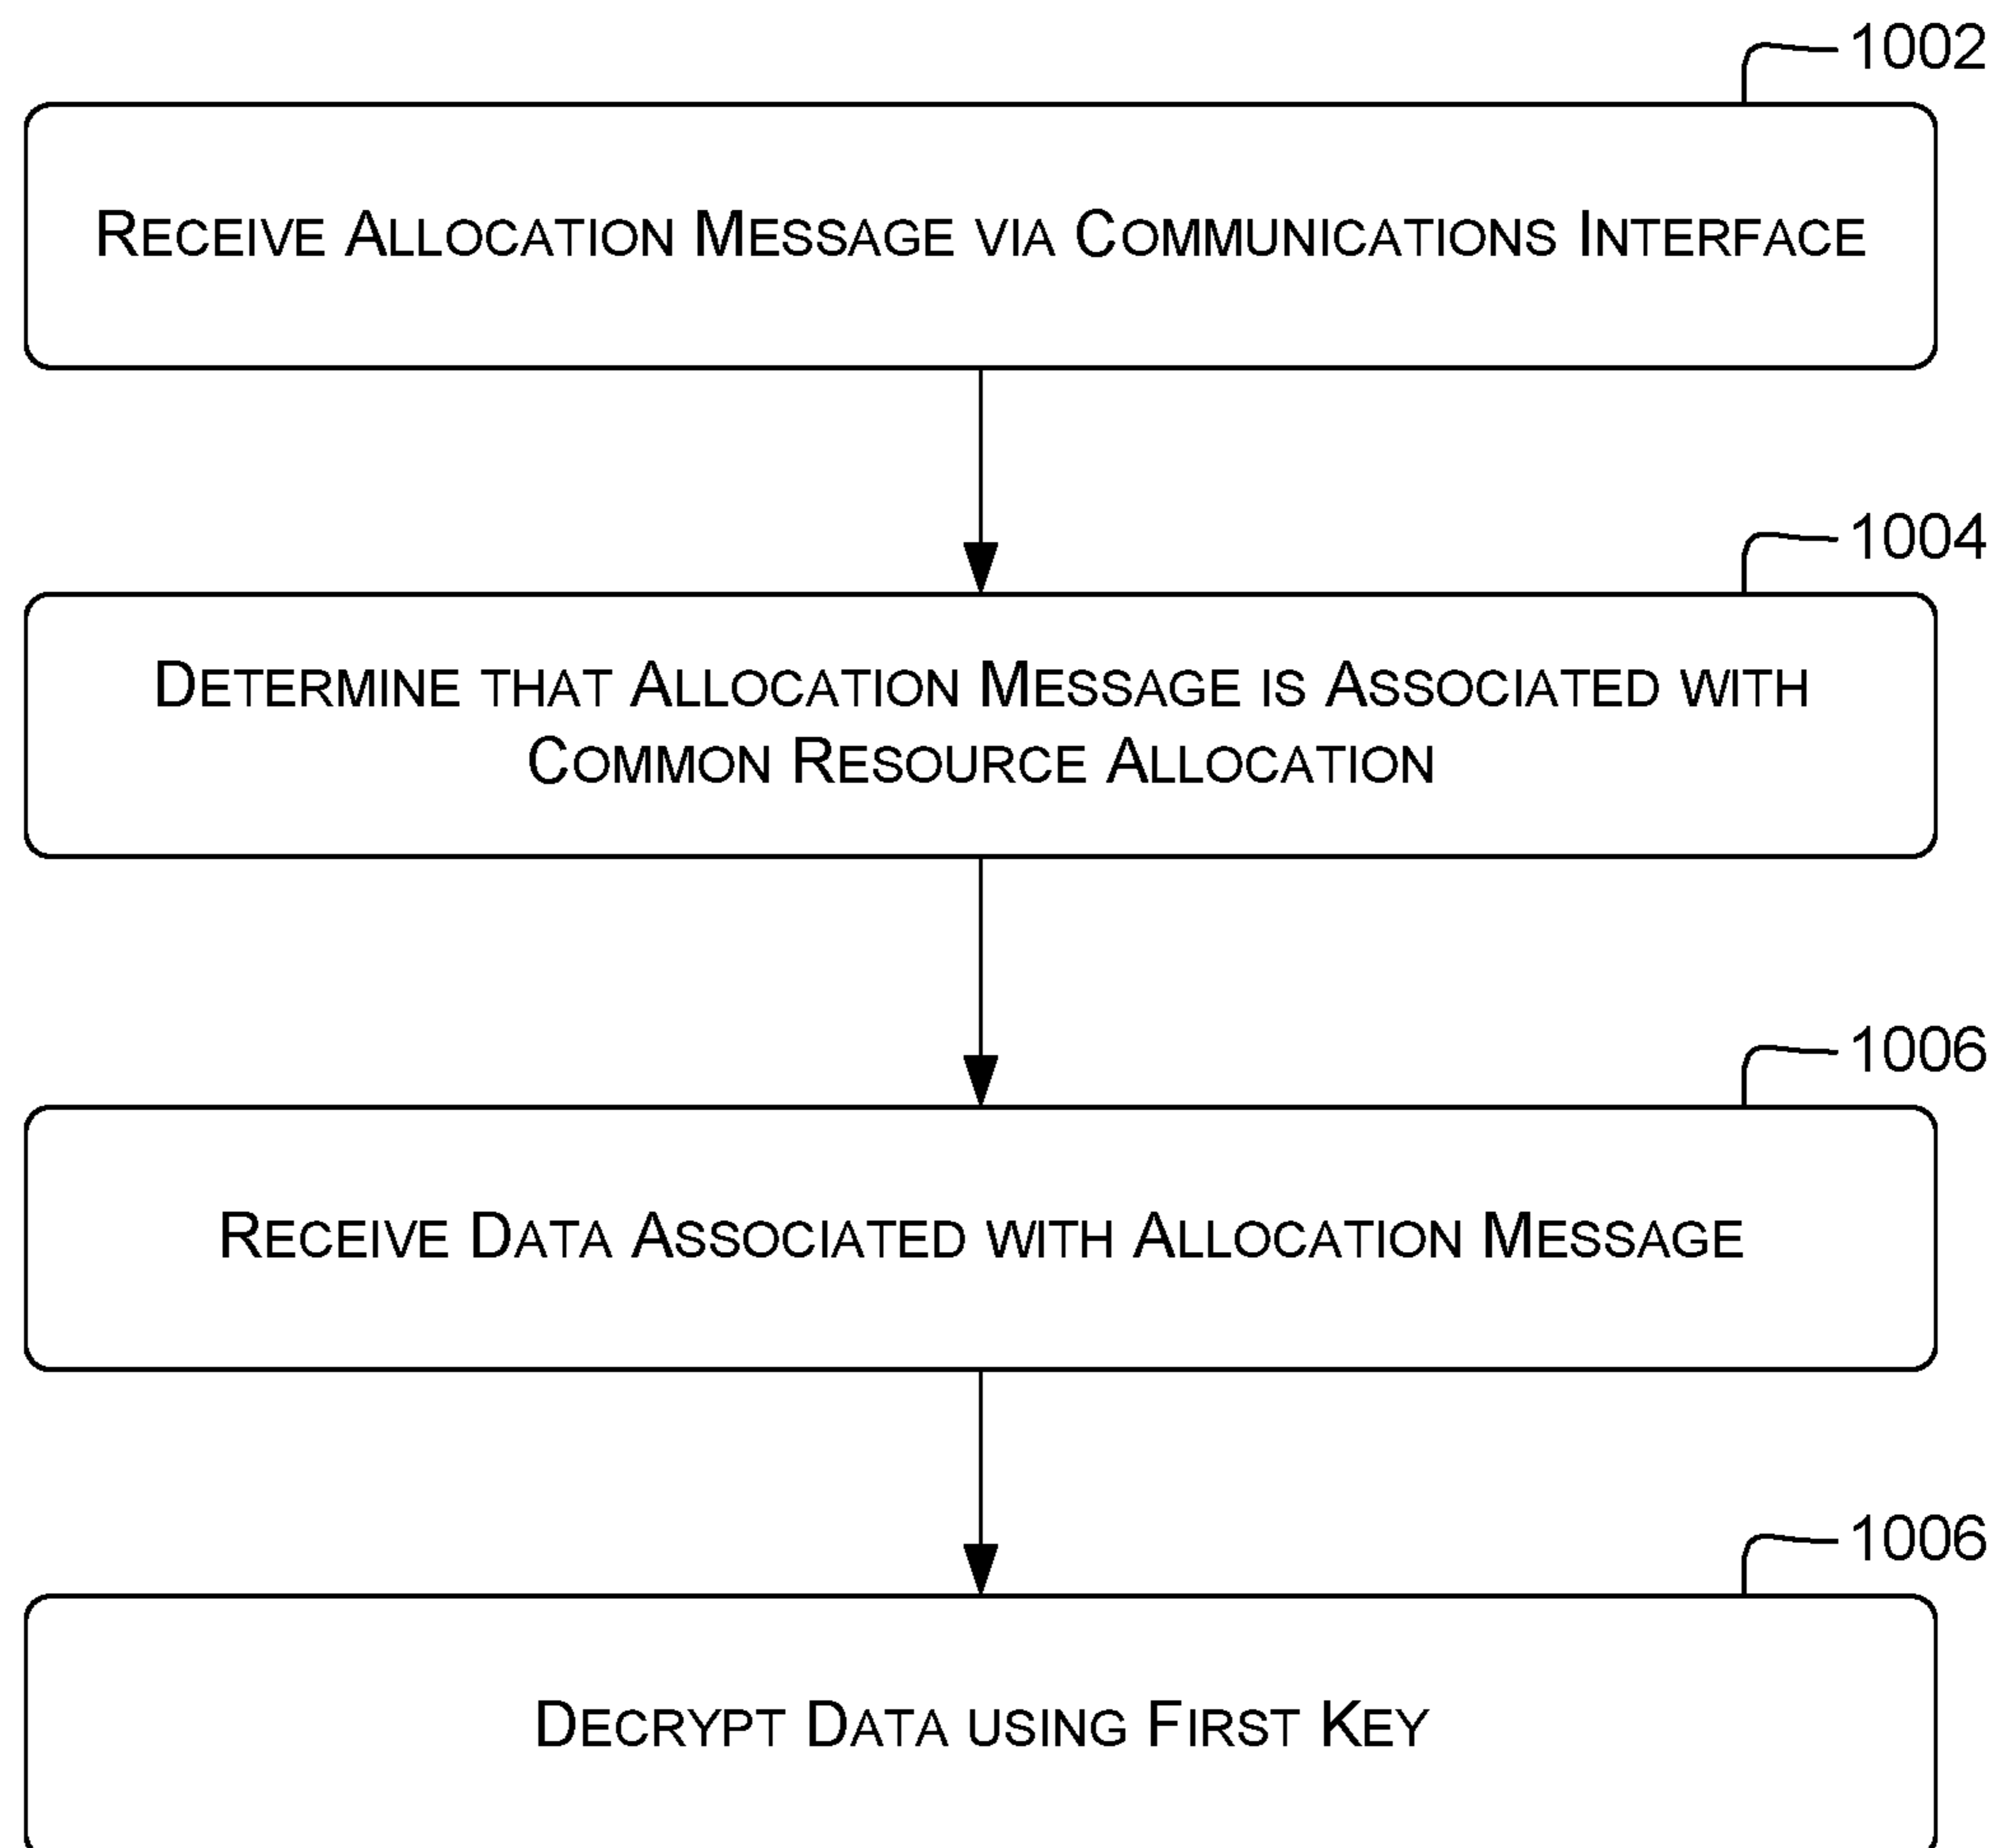 1002
Receive Allocation Message via Communications Interface
1004
Determine that Allocation Message is Associated with
Common Resource Allocation
1006
Receive Data Associated with Allocation Message
1006
Decrypt Data using First Key